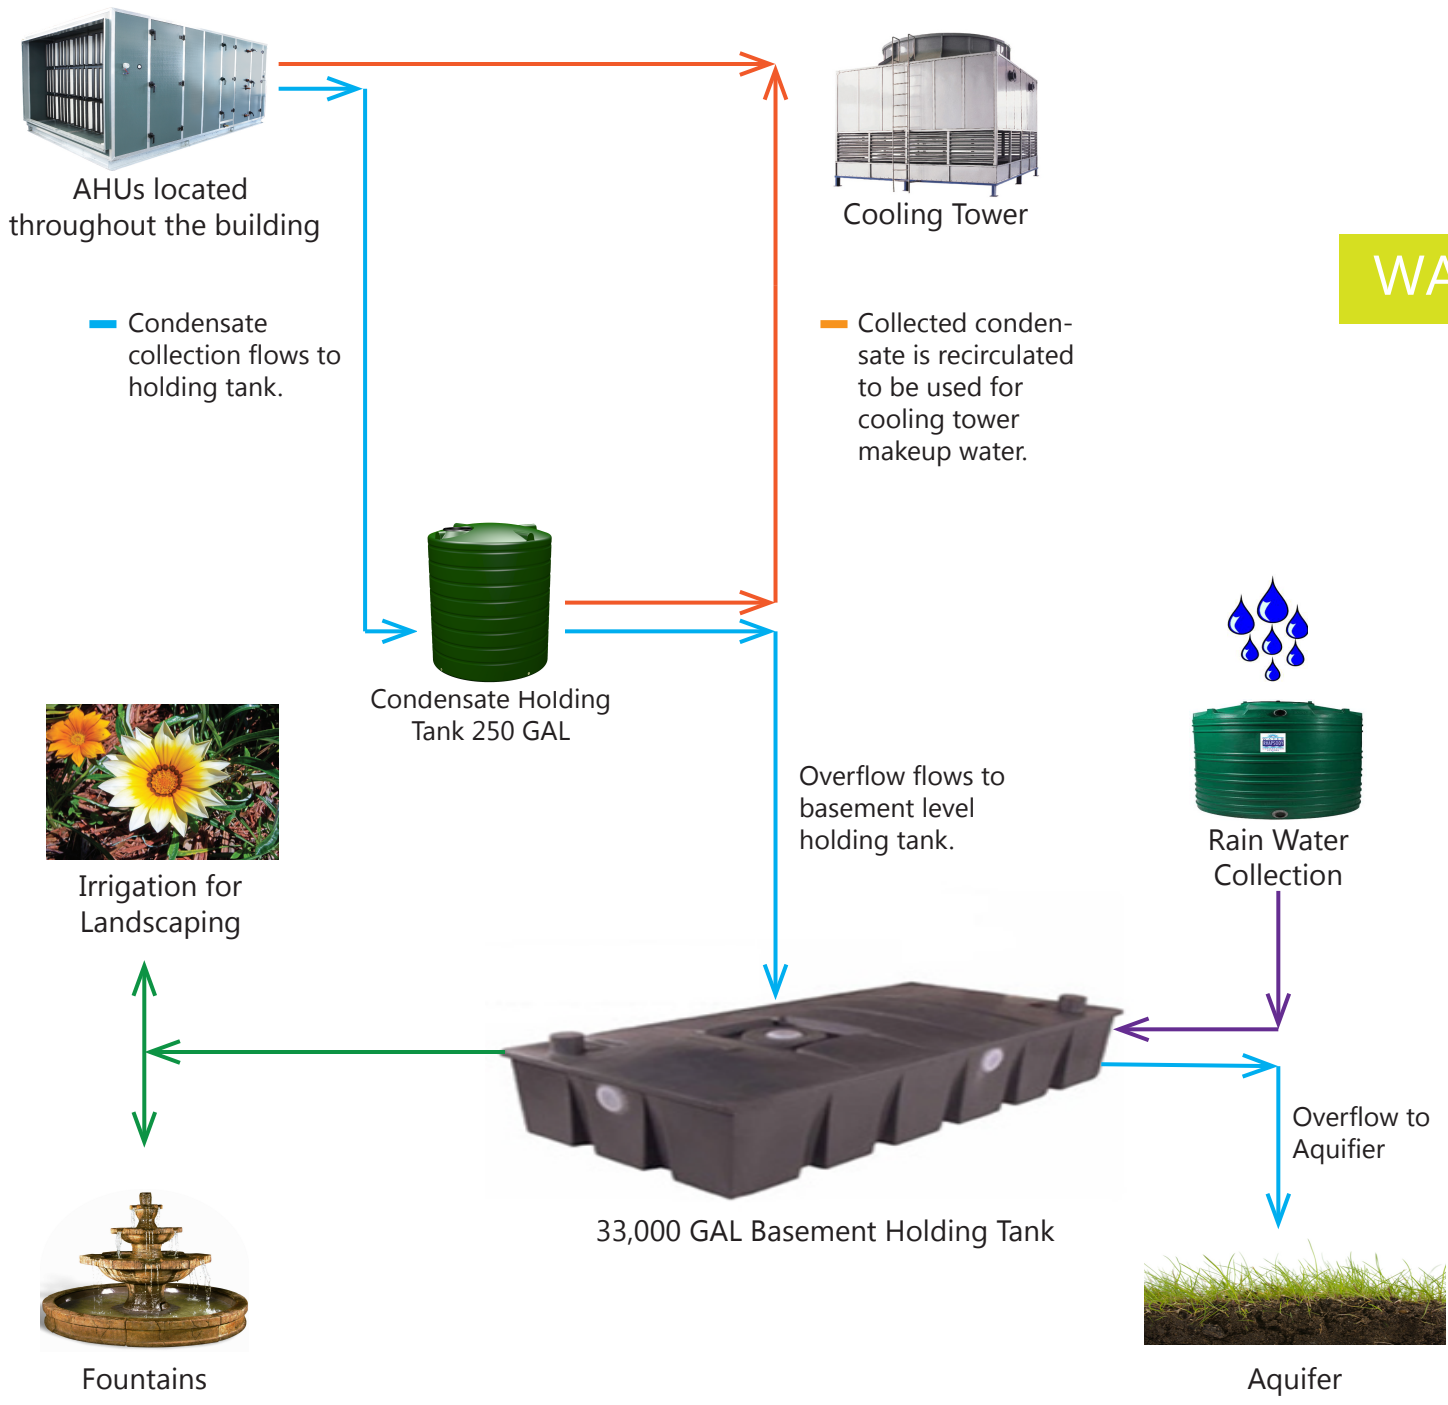 AHUs located
throughout the building
Cooling Tower
WA
Condensate
collection flows to
holding tank.
Collected conden-
sate is recirculated
to be used for
cooling tower
makeup water.
Condensate Holding
Tank 250 GAL
Overflow flows to
basement level
holding tank.
Rain Water
Collection
Irrigation for
Landscaping
Overflow to
Aquifier
33,000 GAL Basement Holding Tank
Fountains
Aquifer